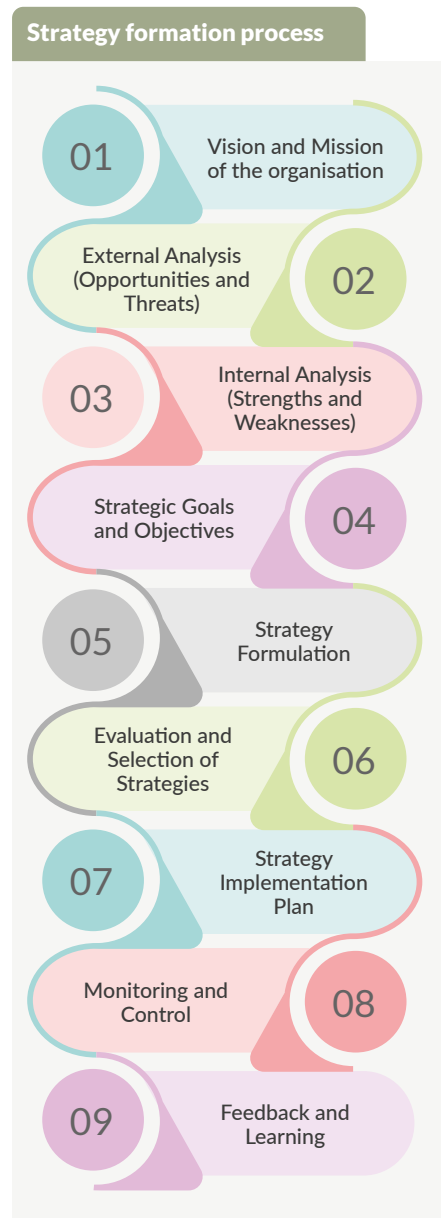 Strategy formation process
01
Vision and Mission
of the organisation
External Analysis
(Opportunities and
Threats)
02
03
Internal Analysis
(Strengths and
Weaknesses)
Strategic Goals
and Objectives
04
05
Strategy
Formulation
Evaluation and
Selection of
Strategies
06
07
Strategy
Implementation
Plan
Monitoring and
Control
08
09
Feedback and
Learning